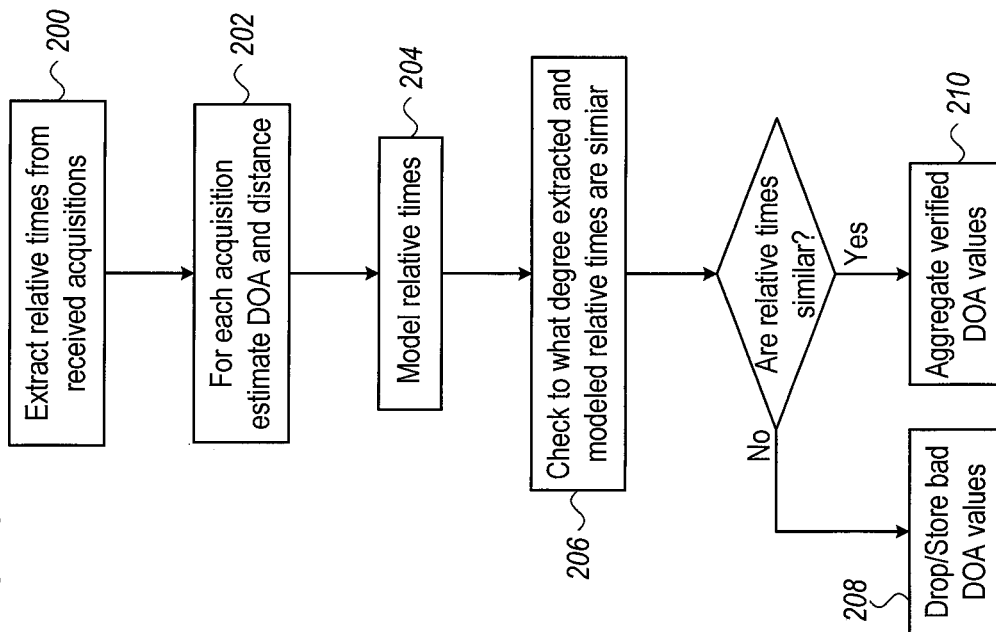 Extract relative times from
received acquisitions
200
For each acquisition
estimate DOA and distance
202
Model relative times
204
Check to what degree extracted and
modeled relative times are simiar
206
Are relative times
similar?
No
Yes
Drop/Store bad
DOA values
208
Aggregate verified
DOA values
210